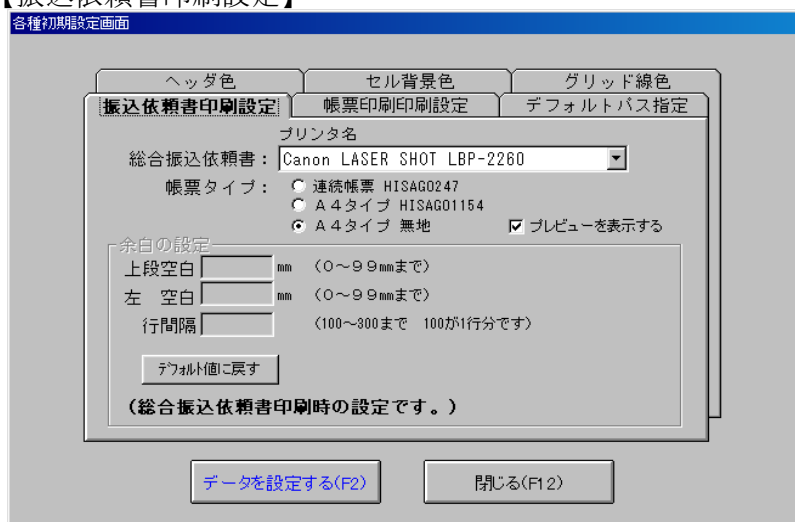 【振込依頼書印刷設定】
各種初期設定画面
ヘッダ色 セル背景色 グリッド線色
振込依頼書印刷設定 帳票印刷印刷設定 デフォルトパス指定
プリンタ名
総合振込依頼書： Canon LASER SHOT LBP-2260
帳票タイプ： 連続帳票 HISAGO247
A４タイプ HISAGO1154
A４タイプ 無地 プレビューを表示する
余白の設定
上段空白 mm （０～９９mmまで）
左　空白 mm （０～９９mmまで）
行間隔 （100～300まで　100が1行分です）
ﾃﾞﾌｫﾙﾄ値に戻す
（総合振込依頼書印刷時の設定です。）
データを設定する(F2) 閉じる(F12)